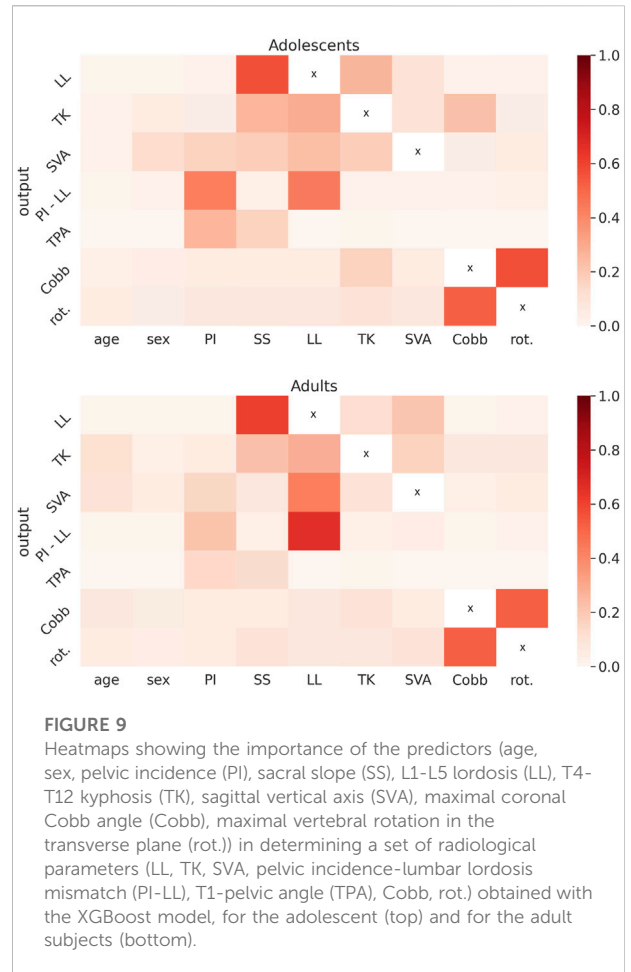 Adolescents
LL
TK
SVA
PI - LL
TPA
Cobb
rot.
output
x
x
x
x
x
age sex PI SS LL TK SVA Cobb rot.
1.0
0.8
0.6
0.4
0.2
0.0
Adults
LL
TK
SVA
PI - LL
TPA
Cobb
rot.
output
x
x
x
x
x
age sex PI SS LL TK SVA Cobb rot.
1.0
0.8
0.6
0.4
0.2
0.0
FIGURE 9
Heatmaps showing the importance of the predictors (age,
sex, pelvic incidence (PI), sacral slope (SS), L1-L5 lordosis (LL), T4-
T12 kyphosis (TK), sagittal vertical axis (SVA), maximal coronal
Cobb angle (Cobb), maximal vertebral rotation in the
transverse plane (rot.)) in determining a set of radiological
parameters (LL, TK, SVA, pelvic incidence-lumbar lordosis
mismatch (PI-LL), T1-pelvic angle (TPA), Cobb, rot.) obtained with
the XGBoost model, for the adolescent (top) and for the adult
subjects (bottom).